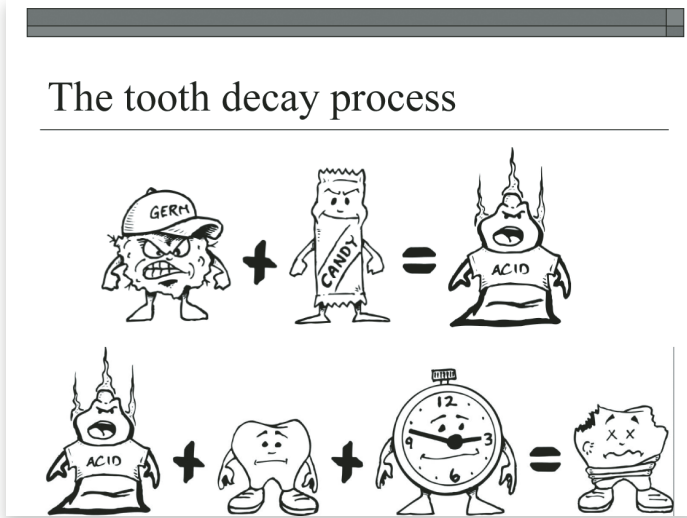 The tooth decay process
GERM
+
CANDY
=
ACID
ACID
+
+
12
9
3
6
=